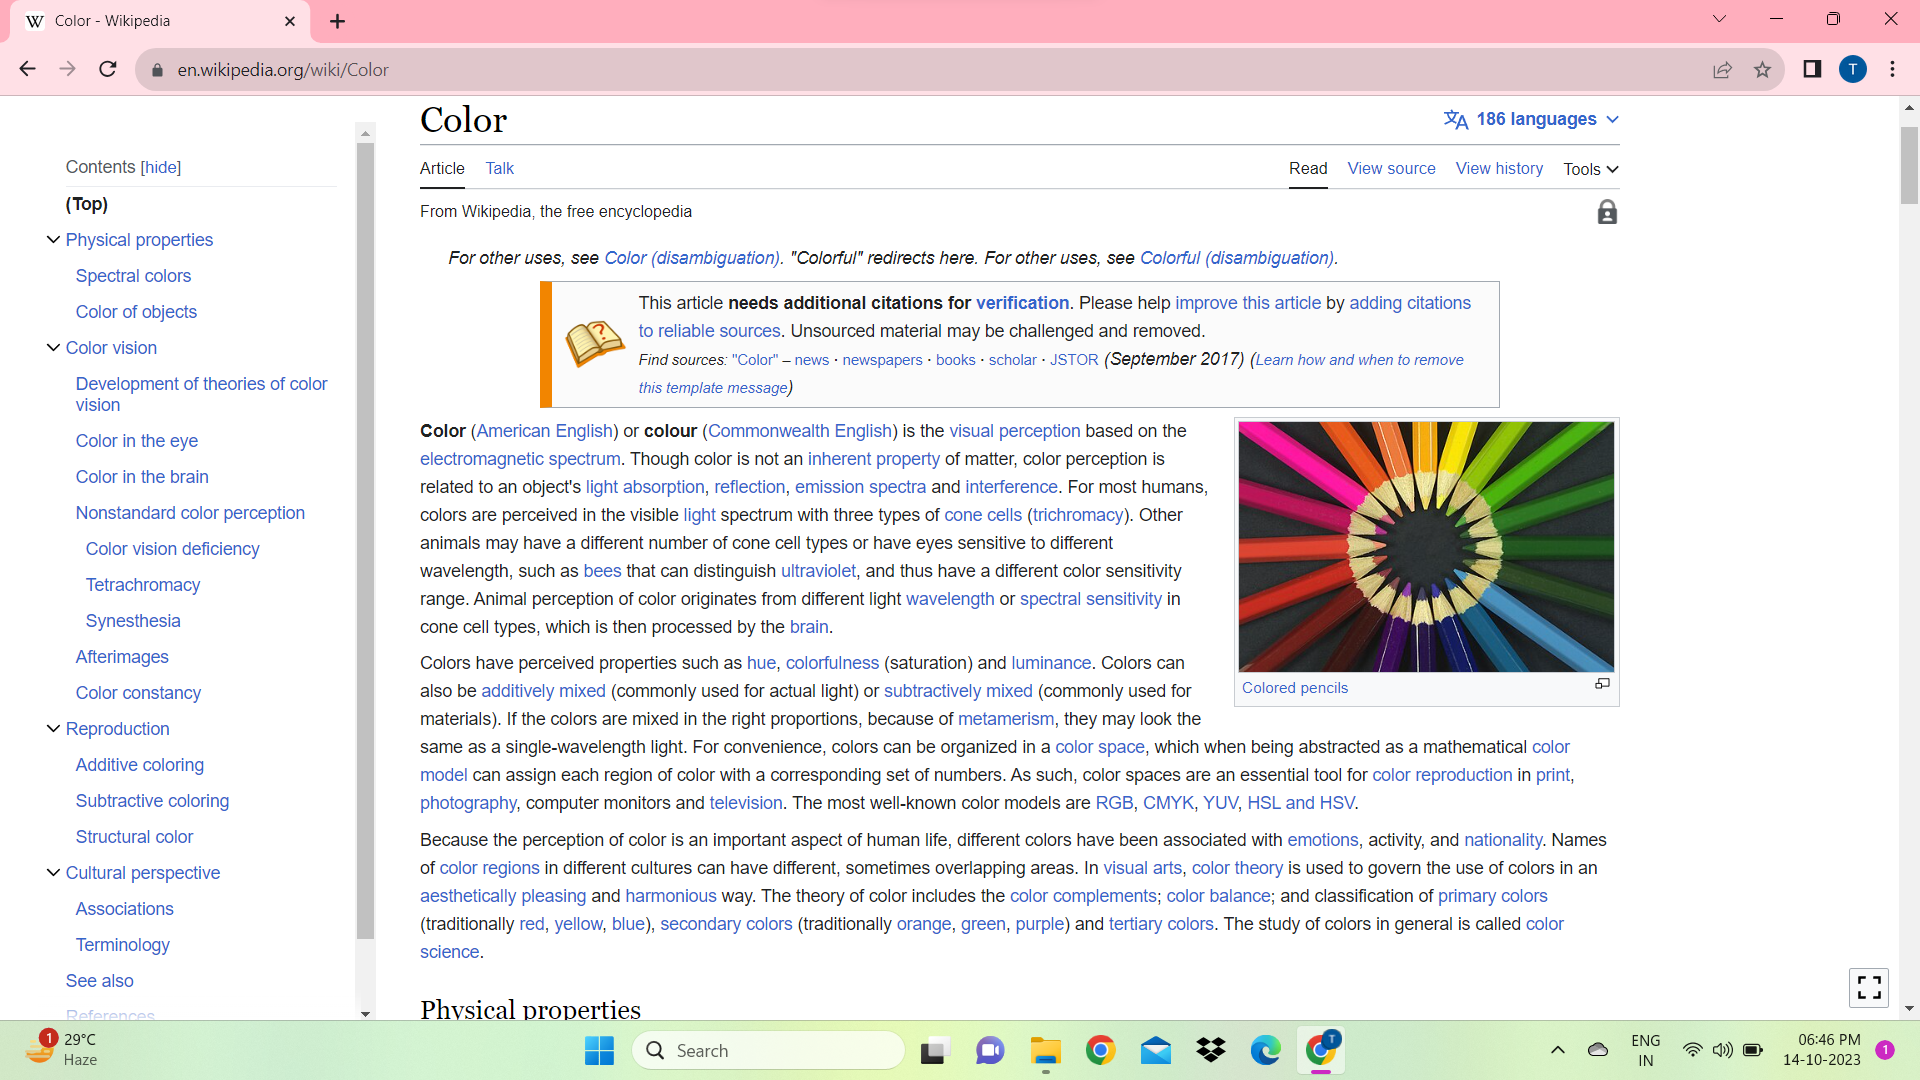 Color - Wikipedia
en.wikipedia.org/wiki/Color
T
Contents [hide]
(Top)
Physical properties
Spectral colors
Color of objects
Color vision
Development of theories of color
vision
Color in the eye
Color in the brain
Nonstandard color perception
Color vision deficiency
Tetrachromacy
Synesthesia
Afterimages
Color constancy
Reproduction
Additive coloring
Subtractive coloring
Structural color
Cultural perspective
Associations
Terminology
See also
References
Color
186 languages
Article Talk
Read View source View history Tools
From Wikipedia, the free encyclopedia
For other uses, see Color (disambiguation). "Colorful" redirects here. For other uses, see Colorful (disambiguation).
This article needs additional citations for verification. Please help improve this article by adding citations
to reliable sources. Unsourced material may be challenged and removed.
Find sources: "Color" – news · newspapers · books · scholar · JSTOR (September 2017) (Learn how and when to remove
this template message)
Color (American English) or colour (Commonwealth English) is the visual perception based on the
electromagnetic spectrum. Though color is not an inherent property of matter, color perception is
related to an object's light absorption, reflection, emission spectra and interference. For most humans,
colors are perceived in the visible light spectrum with three types of cone cells (trichromacy). Other
animals may have a different number of cone cell types or have eyes sensitive to different
wavelength, such as bees that can distinguish ultraviolet, and thus have a different color sensitivity
range. Animal perception of color originates from different light wavelength or spectral sensitivity in
cone cell types, which is then processed by the brain.
Colored pencils
Colors have perceived properties such as hue, colorfulness (saturation) and luminance. Colors can
also be additively mixed (commonly used for actual light) or subtractively mixed (commonly used for
materials). If the colors are mixed in the right proportions, because of metamerism, they may look the
same as a single-wavelength light. For convenience, colors can be organized in a color space, which when being abstracted as a mathematical color
model can assign each region of color with a corresponding set of numbers. As such, color spaces are an essential tool for color reproduction in print,
photography, computer monitors and television. The most well-known color models are RGB, CMYK, YUV, HSL and HSV.
Because the perception of color is an important aspect of human life, different colors have been associated with emotions, activity, and nationality. Names
of color regions in different cultures can have different, sometimes overlapping areas. In visual arts, color theory is used to govern the use of colors in an
aesthetically pleasing and harmonious way. The theory of color includes the color complements; color balance; and classification of primary colors
(traditionally red, yellow, blue), secondary colors (traditionally orange, green, purple) and tertiary colors. The study of colors in general is called color
science.
Physical properties
1
29°C
Haze
Search
T
ENG
IN
06:46 PM
14-10-2023
1